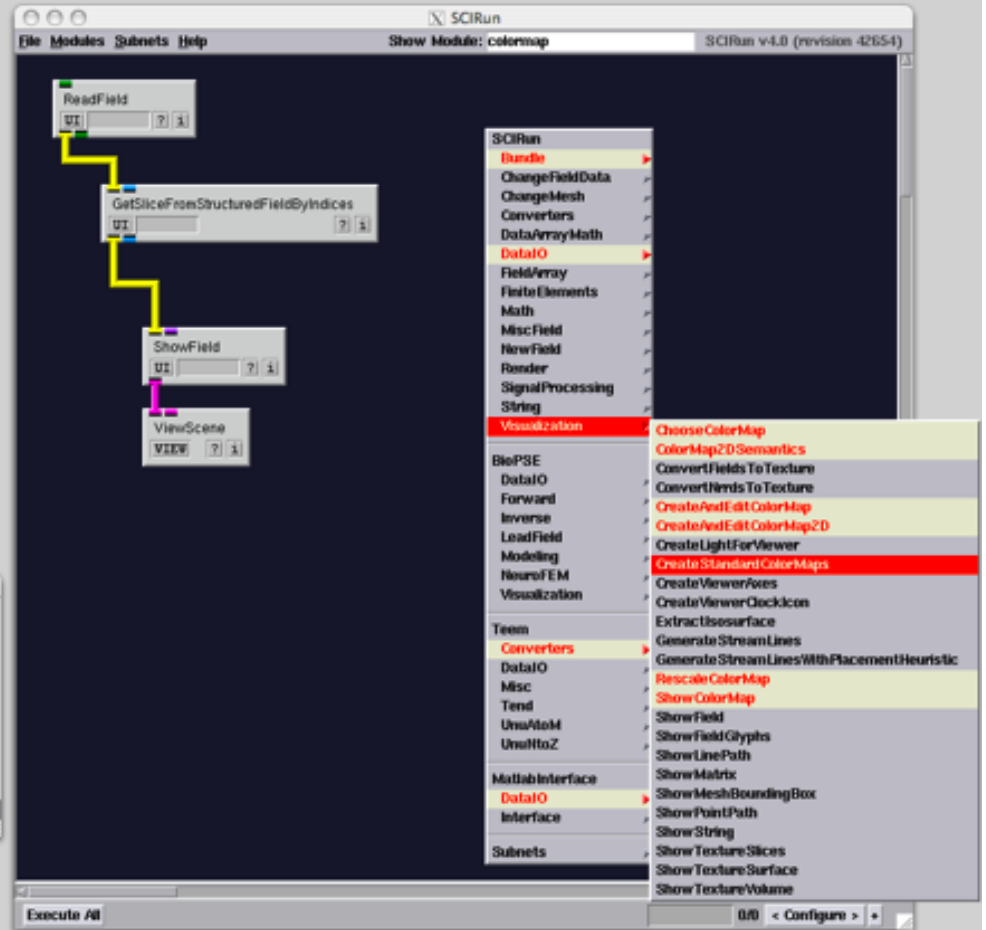 SCIRun
File Modules Subnets Help
Show Module: colormap
SCIRun v4.0 (revision 42654)
ReadField
UI ? i
GetSliceFromStructuredFieldByIndices
UI ? i
ShowField
UI ? i
ViewScene
VIEW ? i
SCIRun
Bundle
ChangeFieldData
ChangeMesh
Converters
DataArrayMath
DataIO
FieldArray
FiniteElements
Math
MiscField
NewField
Render
SignalProcessing
String
Visualization
BioPSE
DataIO
Forward
Inverse
LeadField
Modeling
NeuroFEM
Visualization
Teem
Converters
DataIO
Misc
Tend
UnuAtoM
UnuNtoZ
MatlabInterface
DataIO
Interface
Subnets
ChooseColorMap
ColorMap2DSemantics
ConvertFieldsToTexture
ConvertNrrdsToTexture
CreateAndEditColorMap
CreateAndEditColorMap2D
CreateLightForViewer
CreateStandardColorMaps
CreateViewerAxes
CreateViewerClockIcon
ExtractIsosurface
GenerateStreamLines
GenerateStreamLinesWithPlacementHeuristic
RescaleColorMap
ShowColorMap
ShowField
ShowFieldGlyphs
ShowLinePath
ShowMatrix
ShowMeshBoundingBox
ShowPointPath
ShowString
ShowTextureSlices
ShowTextureSurface
ShowTextureVolume
Execute All
0/0 < Configure > +